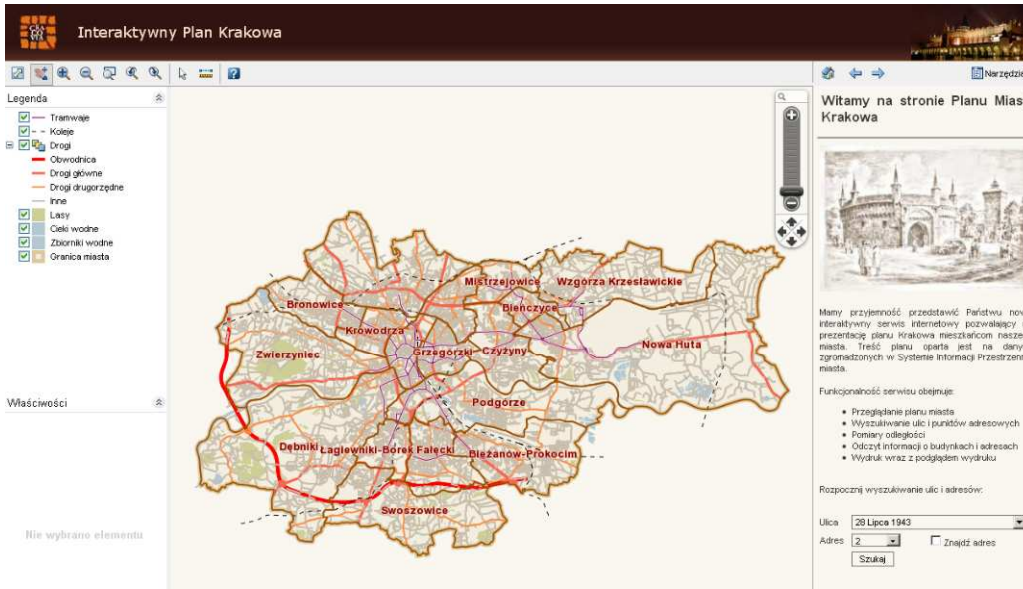 Interaktywny Plan Krakowa
Narzędzia
Legenda
Tramwaje
Koleje
Drogi
Obwodnica
Drogi główne
Drogi drugorzędne
Inne
Lasy
Cieki wodne
Zbiorniki wodne
Granica miasta
Właściwości
Nie wybrano elementu
Mistrzejowice
Wzgórza Krzesławickie
Bronowice
Bieńczyce
Krowodrza
Zwierzyniec
Grzegórzki
Czyżyny
Nowa Huta
Podgórze
Dębniki
Łagiewniki-Borek Fałęcki
Bieżanów-Prokocim
Swoszowice
Witamy na stronie Planu Mias
Krakowa
Mamy przyjemność przedstawić Państwu now
interaktywny serwis internetowy pozwalający
prezentację planu Krakowa mieszkańcom nasze
miasta. Treść planu oparta jest na dany
zgromadzonych w Systemie Informacji Przestrzenn
miasta.
Funkcjonalność serwisu obejmuje:
Przeglądanie planu miasta
Wyszukiwanie ulic i punktów adresowych
Pomiary odległości
Odczyt informacji o budynkach i adresach
Wydruk wraz z podglądem wydruku
Rozpocznij wyszukiwanie ulic i adresów:
Ulica 28 Lipca 1943
Adres 2 Znajdź adres
Szukaj